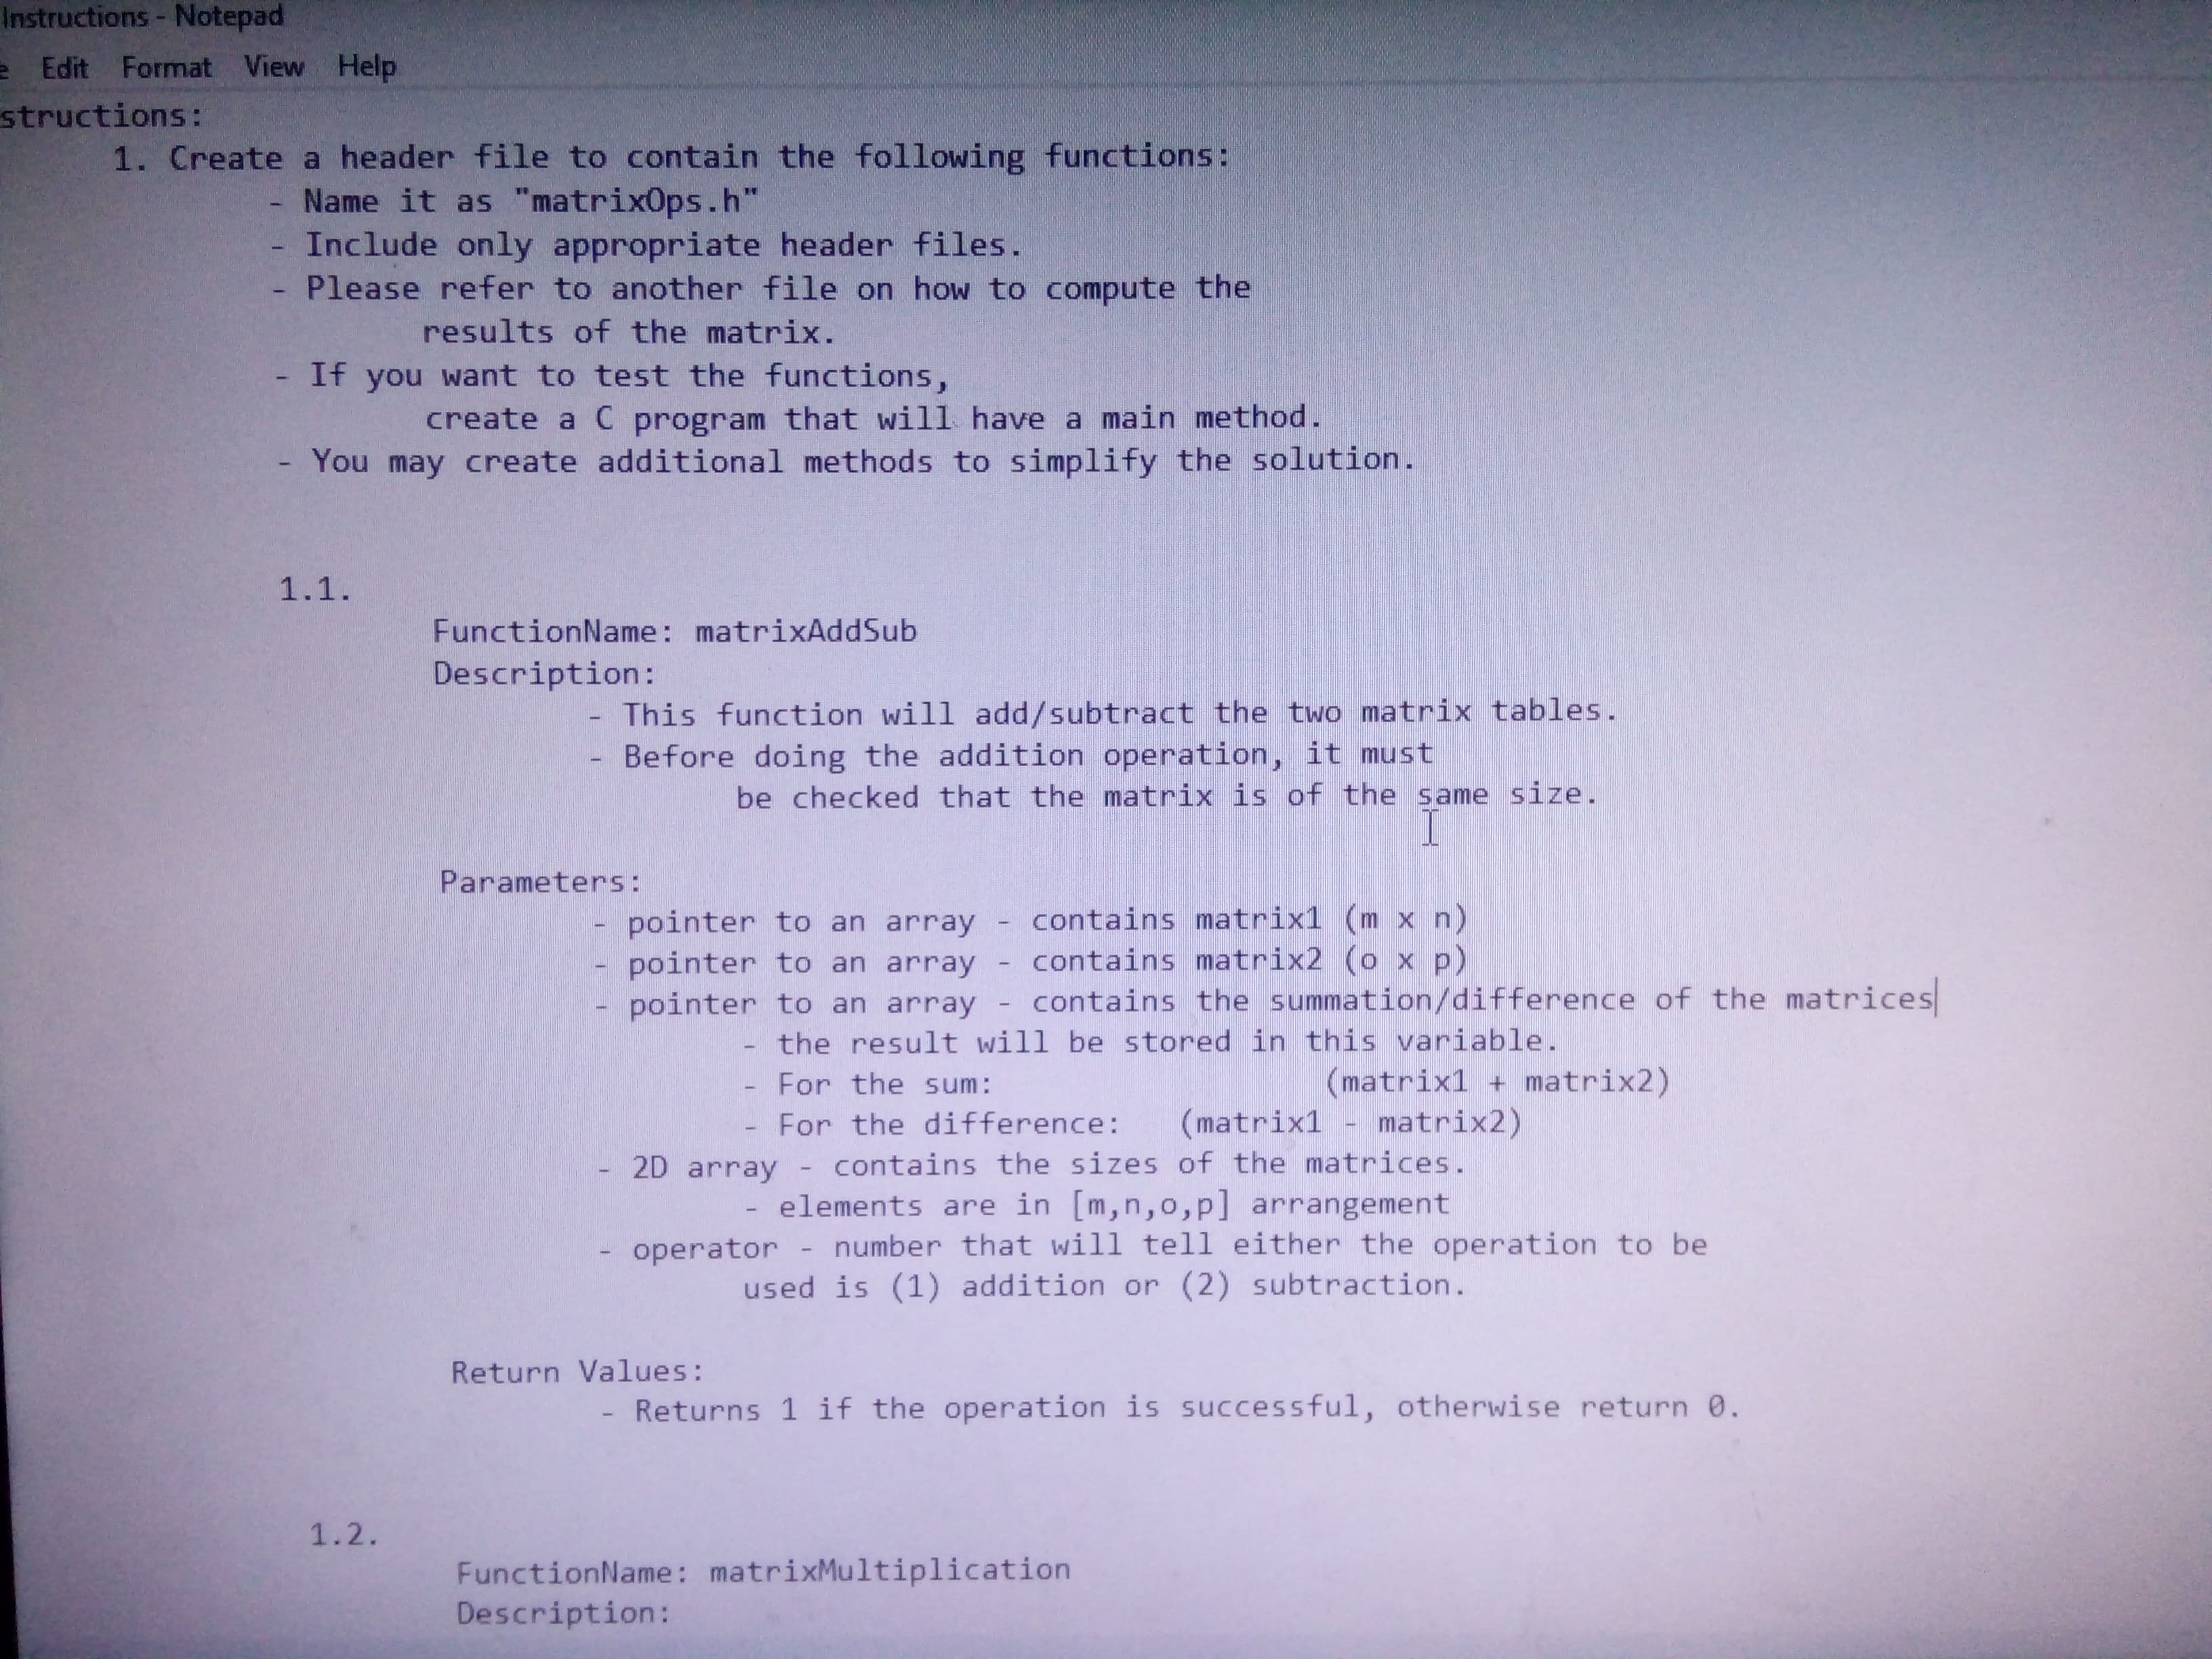 Instructions - Notepad
Edit Format View Help
structions:
1. Create a header file to contain the following functions:
- Name it as "matrixOps.h"
- Include only appropriate header files.
- Please refer to another file on how to compute the
results of the matrix.
- If you want to test the functions,
create a C program that will have a main method.
- You may create additional methods to simplify the solution.
1.1.
FunctionName: matrixAddSub
Description:
- This function will add/subtract the two matrix tables.
- Before doing the addition operation, it must
be checked that the matrix is of the same size.
Parameters:
- pointer to an array - contains matrix1 (m x n)
- pointer to an array - contains matrix2 (o x p)
- pointer to an array - contains the summation/difference of the matrices
- the result will be stored in this variable.
- For the sum: (matrix1 + matrix2)
- For the difference: (matrix1 - matrix2)
- 2D array - contains the sizes of the matrices.
- elements are in [m,n,o,p] arrangement
- operator - number that will tell either the operation to be
used is (1) addition or (2) subtraction.
Return Values:
- Returns 1 if the operation is successful, otherwise return 0.
1.2.
FunctionName: matrixMultiplication
Description: